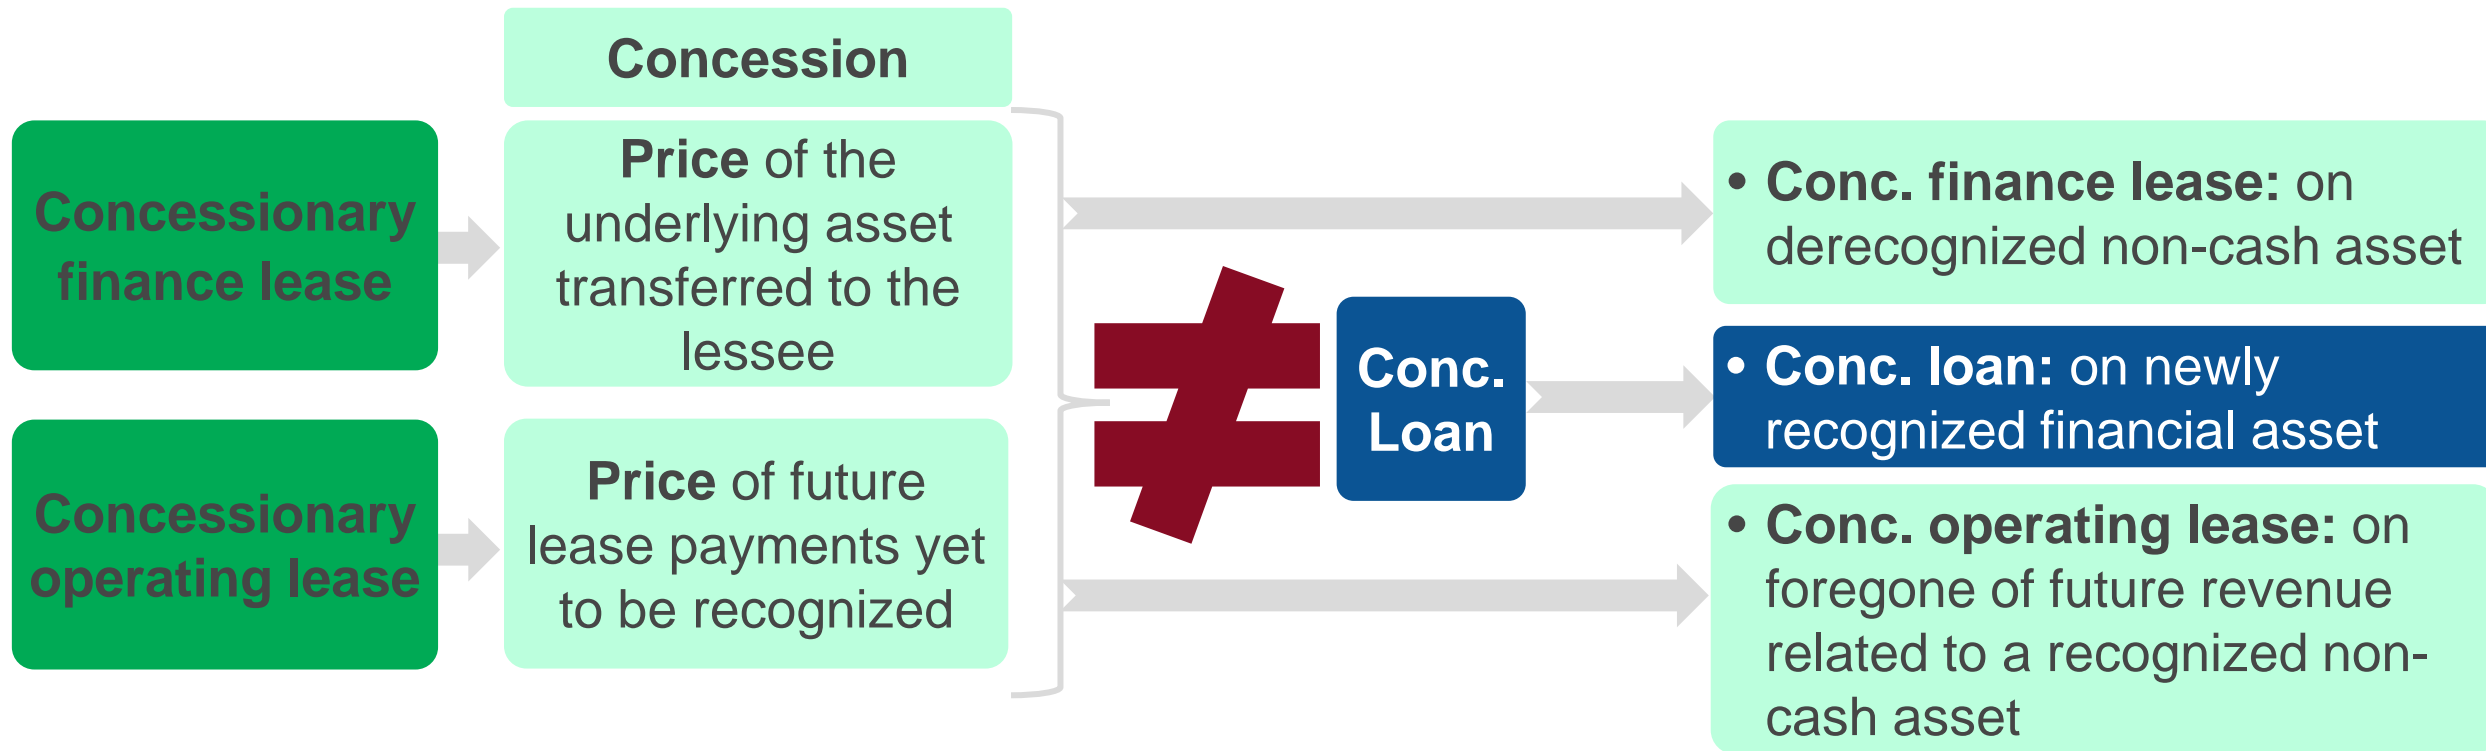 Concession
Concessionary
finance lease
Price of the
underlying asset
transferred to the
lessee
Concessionary
operating lease
Price of future
lease payments yet
to be recognized
Conc.
Loan
• Conc. finance lease: on
derecognized non-cash asset
• Conc. loan: on newly
recognized financial asset
• Conc. operating lease: on
foregone of future revenue
related to a recognized non-
cash asset